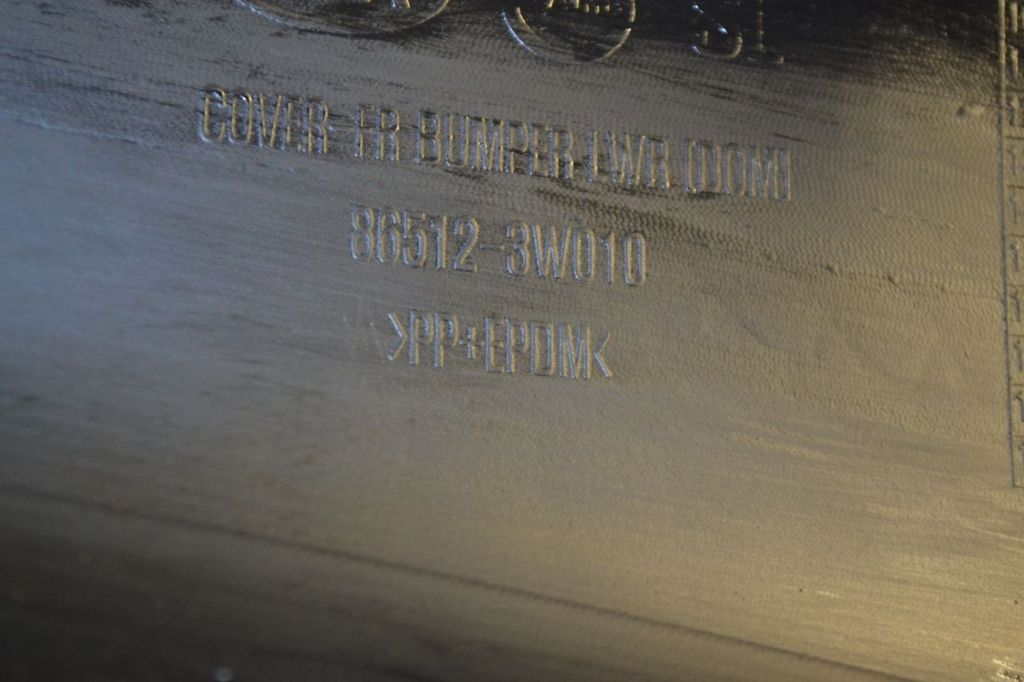 COVER-FR BUMPER-LWR (DOM)
86512-3W010
>PP+EPDM<